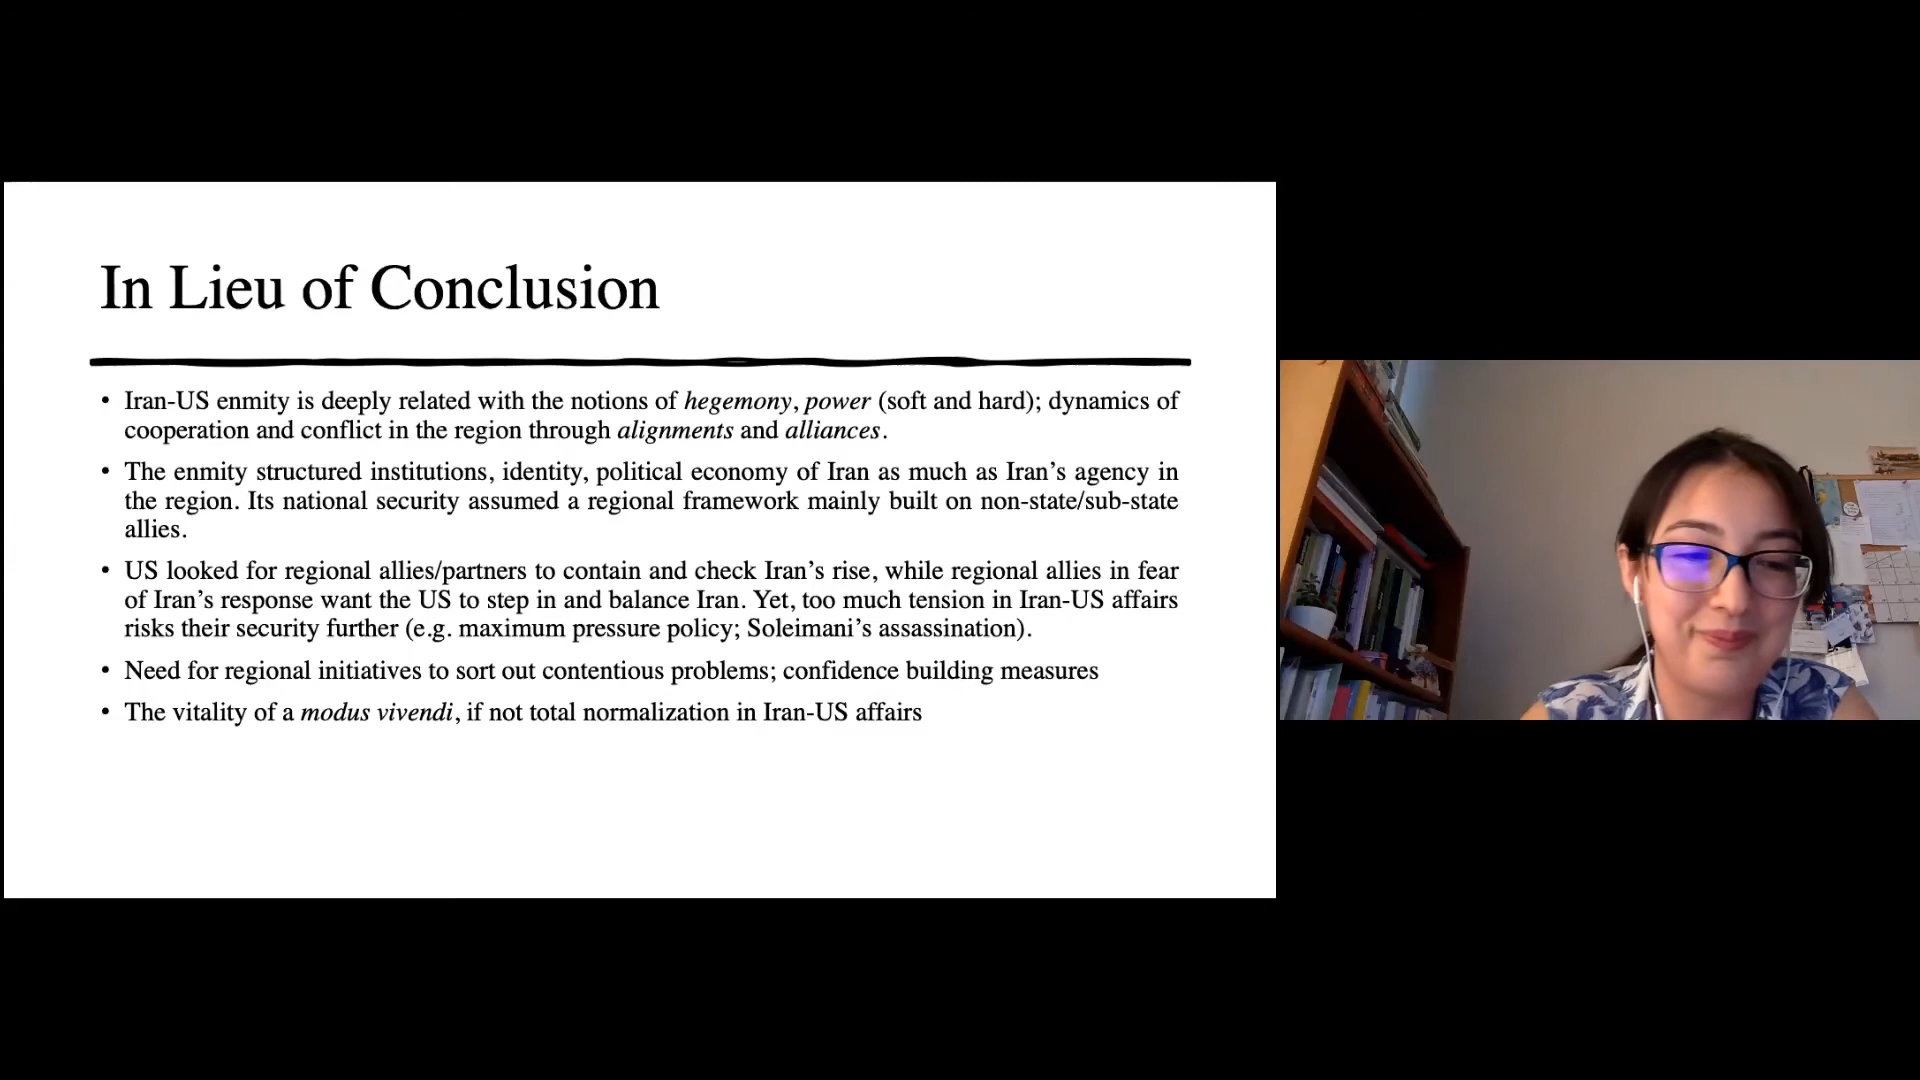 In Lieu of Conclusion
• Iran-US enmity is deeply related with the notions of hegemony, power (soft and hard); dynamics of
cooperation and conflict in the region through alignments and alliances.
• The enmity structured institutions, identity, political economy of Iran as much as Iran’s agency in
the region. Its national security assumed a regional framework mainly built on non-state/sub-state
allies.
• US looked for regional allies/partners to contain and check Iran’s rise, while regional allies in fear
of Iran’s response want the US to step in and balance Iran. Yet, too much tension in Iran-US affairs
risks their security further (e.g. maximum pressure policy; Soleimani’s assassination).
• Need for regional initiatives to sort out contentious problems; confidence building measures
• The vitality of a modus vivendi, if not total normalization in Iran-US affairs